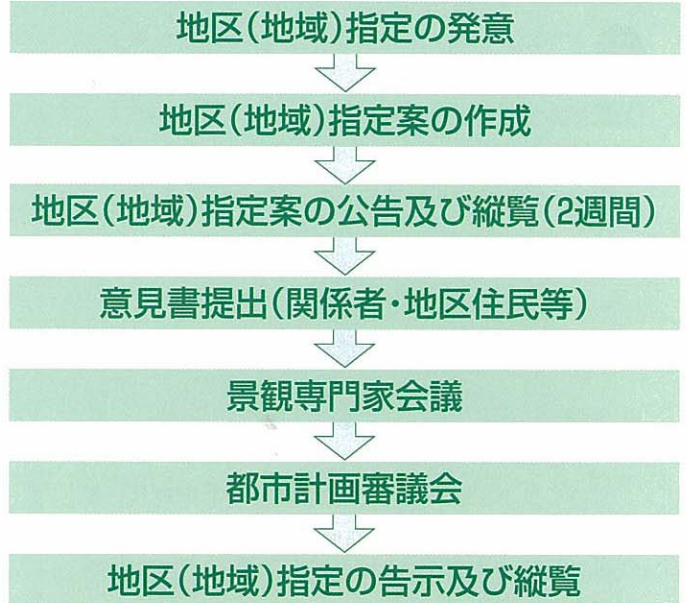 地区(地域)指定の発意
地区(地域)指定案の作成
地区(地域)指定案の公告及び縦覧(2週間)
意見書提出(関係者・地区住民等)
景観専門家会議
都市計画審議会
地区(地域)指定の告示及び縦覧